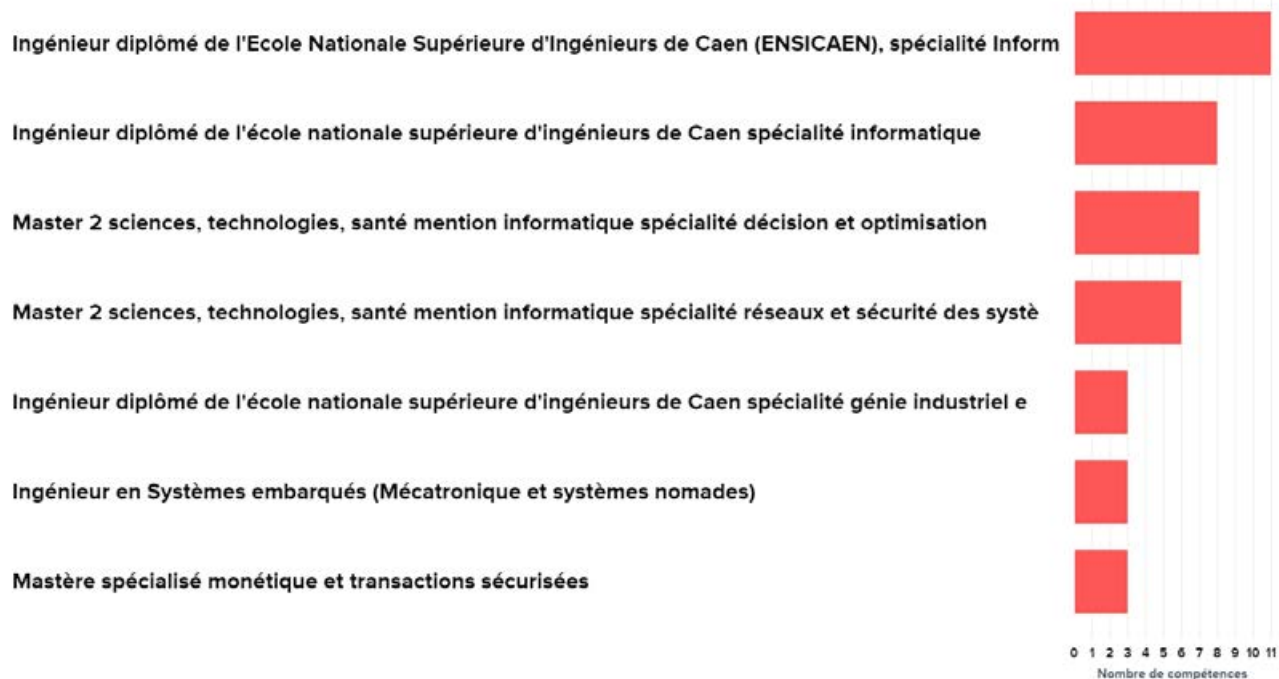 Ingénieur diplômé de l'Ecole Nationale Supérieure d'Ingénieurs de Caen (ENSICAEN), spécialité Inform
Ingénieur diplômé de l'école nationale supérieure d'ingénieurs de Caen spécialité informatique
Master 2 sciences, technologies, santé mention informatique spécialité décision et optimisation
Master 2 sciences, technologies, santé mention informatique spécialité réseaux et sécurité des systè
Ingénieur diplômé de l'école nationale supérieure d'ingénieurs de Caen spécialité génie industriel e
Ingénieur en Systèmes embarqués (Mécatronique et systèmes nomades)
Mastère spécialisé monétique et transactions sécurisées
0 1 2 3 4 5 6 7 8 9 10 11
Nombre de compétences